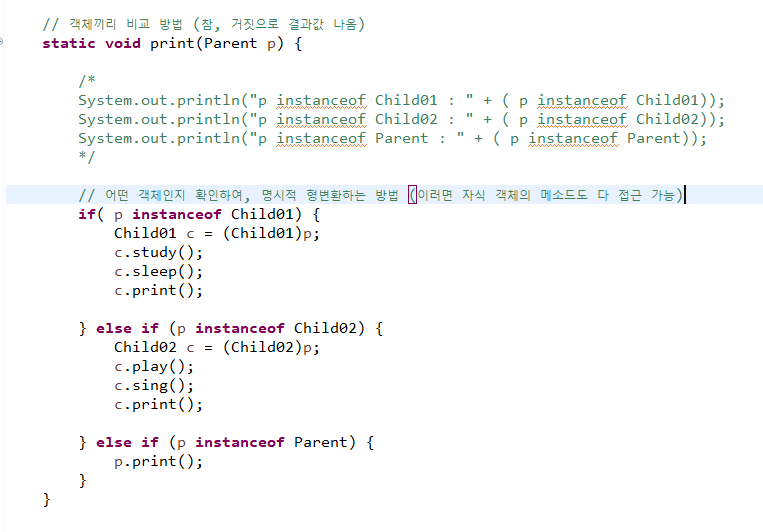 // 객체끼리 비교 방법 (참, 거짓으로 결과값 나옴)
static void print(Parent p) {
/*
System.out.println("p instanceof Child01 : " + ( p instanceof Child01));
System.out.println("p instanceof Child02 : " + ( p instanceof Child02));
System.out.println("p instanceof Parent : " + ( p instanceof Parent));
*/
// 어떤 객체인지 확인하여, 명시적 형변환하는 방법 (이러면 자식 객체의 메소드도 다 접근 가능)
if( p instanceof Child01) {
Child01 c = (Child01)p;
c.study();
c.sleep();
c.print();
} else if (p instanceof Child02) {
Child02 c = (Child02)p;
c.play();
c.sing();
c.print();
} else if (p instanceof Parent) {
p.print();
}
}